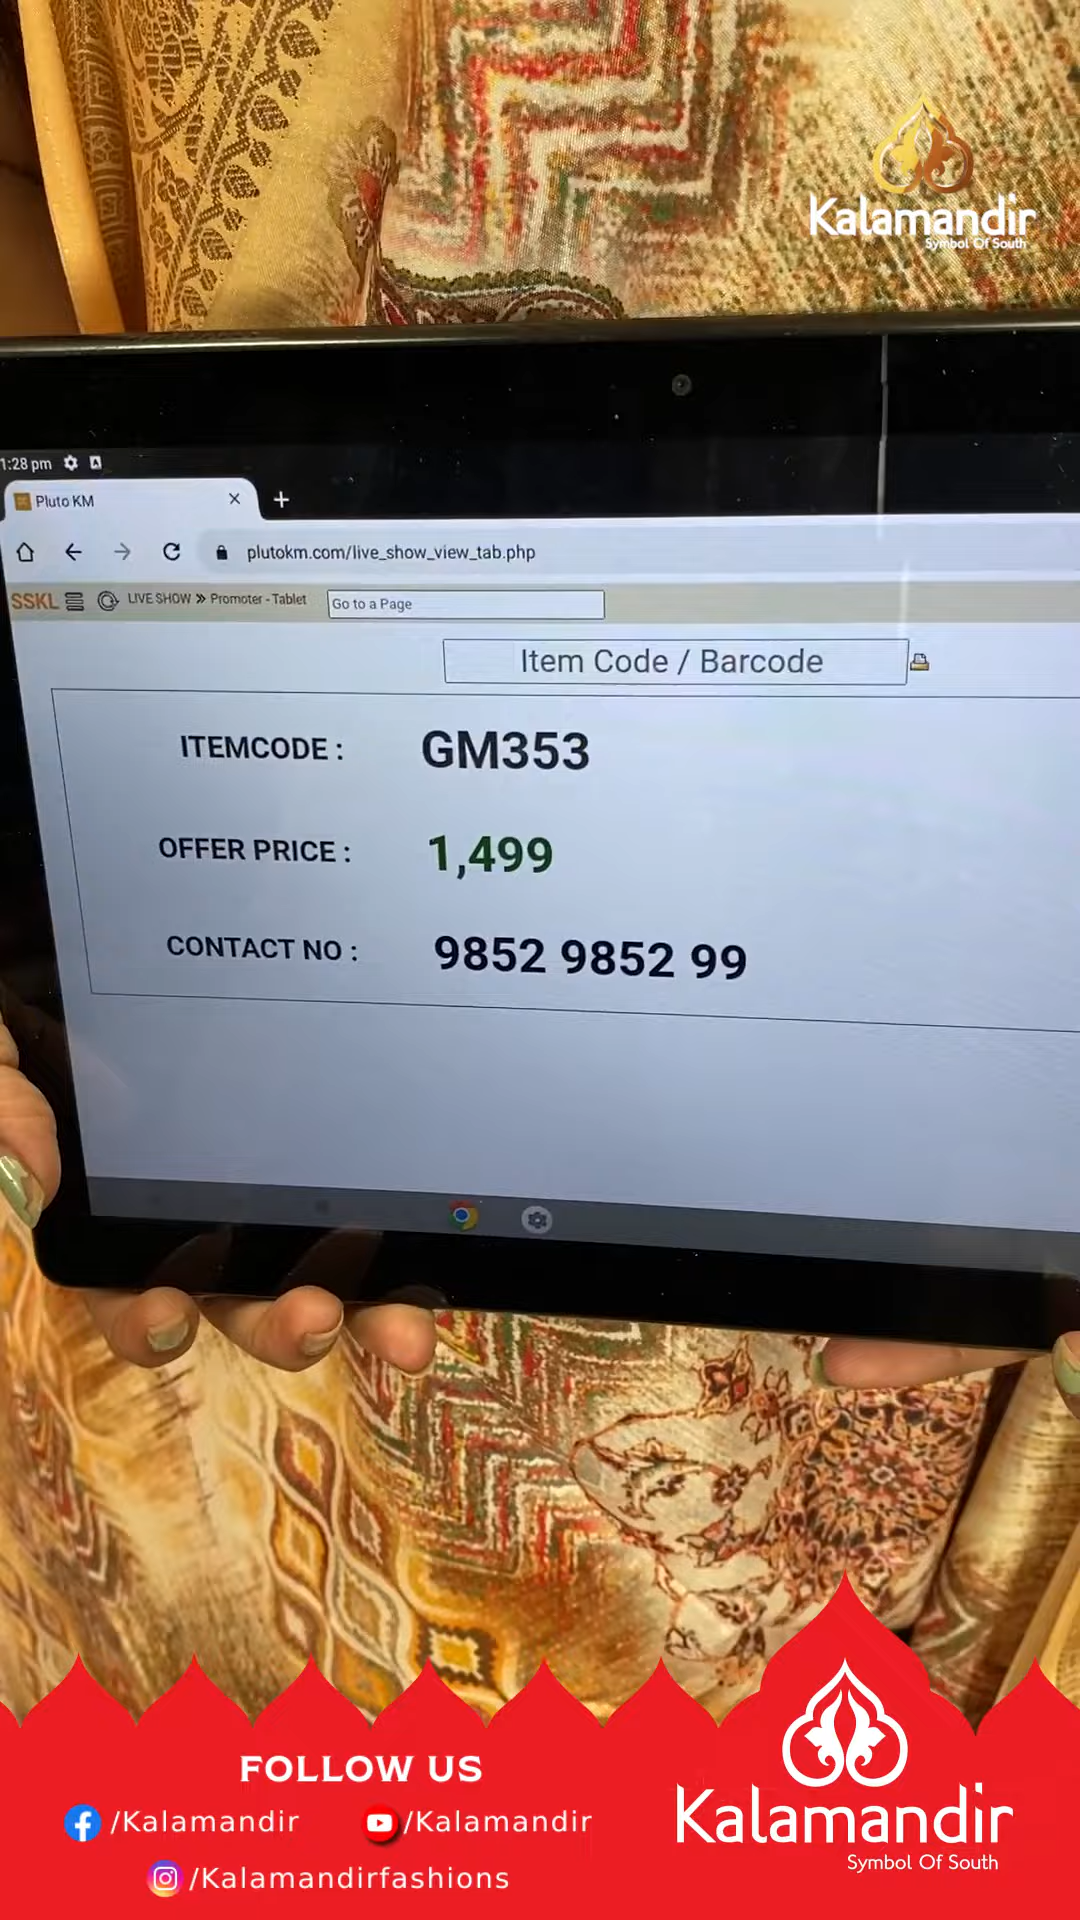 Kalamandir
Symbol Of South
1:28 pm
Pluto KM
plutokm.com/live_show_view_tab.php
SSKL LIVE SHOW » Promoter - Tablet Go to a Page
Item Code / Barcode
ITEMCODE : GM353
OFFER PRICE : 1,499
CONTACT NO : 9852 9852 99
FOLLOW US
/Kalamandir /Kalamandir
/Kalamandirfashions
Kalamandir
Symbol Of South